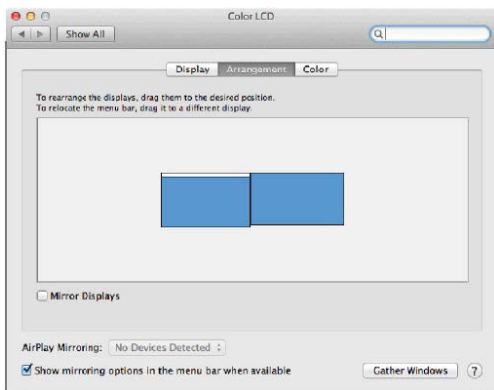 Color LCD
Show All
Display Arrangement Color
To rearrange the displays, drag them to the desired position.
To relocate the menu bar, drag it to a different display.
Mirror Displays
AirPlay Mirroring: No Devices Detected
Show mirroring options in the menu bar when available
Gather Windows ?